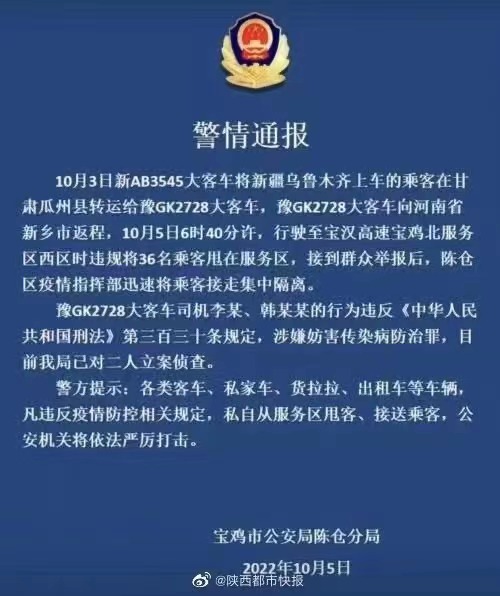 警情通报
10月3日新AB3545大客车将新疆乌鲁木齐上车的乘客在甘
肃瓜州县转运给豫GK2728大客车，豫GK2728大客车向河南省
新乡市返程，10月5日6时40分许，行驶至宝汉高速宝鸡北服务
区西区时违规将36名乘客甩在服务区，接到群众举报后，陈仓
区疫情指挥部迅速将乘客接走集中隔离。
豫GK2728大客车司机李某、韩某某的行为违反《中华人民
共和国刑法》第三百三十条规定，涉嫌妨害传染病防治罪，目
前我局已对二人立案侦查。
警方提示：各类客车、私家车、货拉拉、出租车等车辆，
凡违反疫情防控相关规定，私自从服务区甩客、接送乘客，公
安机关将依法严厉打击。
宝鸡市公安局陈仓分局
2022年10月5日
@陕西都市快报